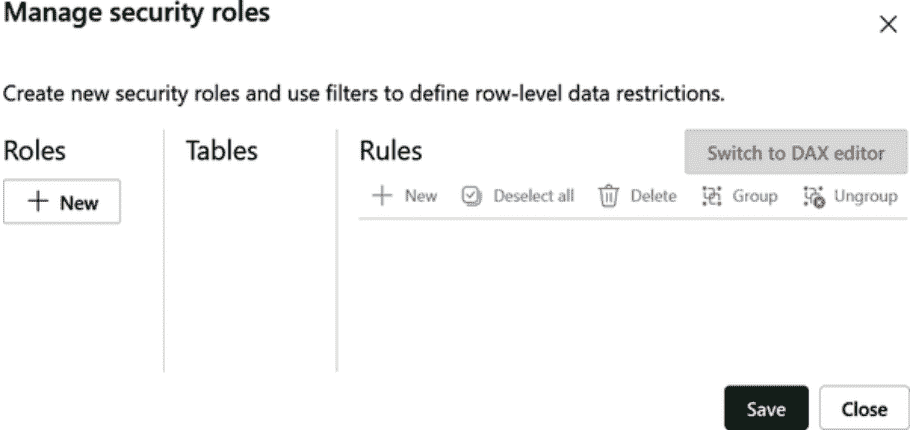 Manage security roles
Create new security roles and use filters to define row-level data restrictions.
Roles
Tables
Rules
Switch to DAX editor
New
New
Deselect all
Delete
Group
Ungroup
Save
Close